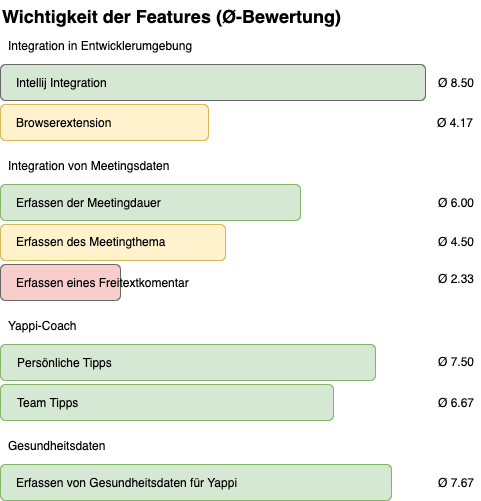 Wichtigkeit der Features (Ø-Bewertung)
Integration in Entwicklerumgebung
Intellij Integration Ø 8.50
Browserextension Ø 4.17
Integration von Meetingsdaten
Erfassen der Meetingdauer Ø 6.00
Erfassen des Meetingthema Ø 4.50
Erfassen eines Freitextkomentar Ø 2.33
Yappi-Coach
Persönliche Tipps Ø 7.50
Team Tipps Ø 6.67
Gesundheitsdaten
Erfassen von Gesundheitsdaten für Yappi Ø 7.67